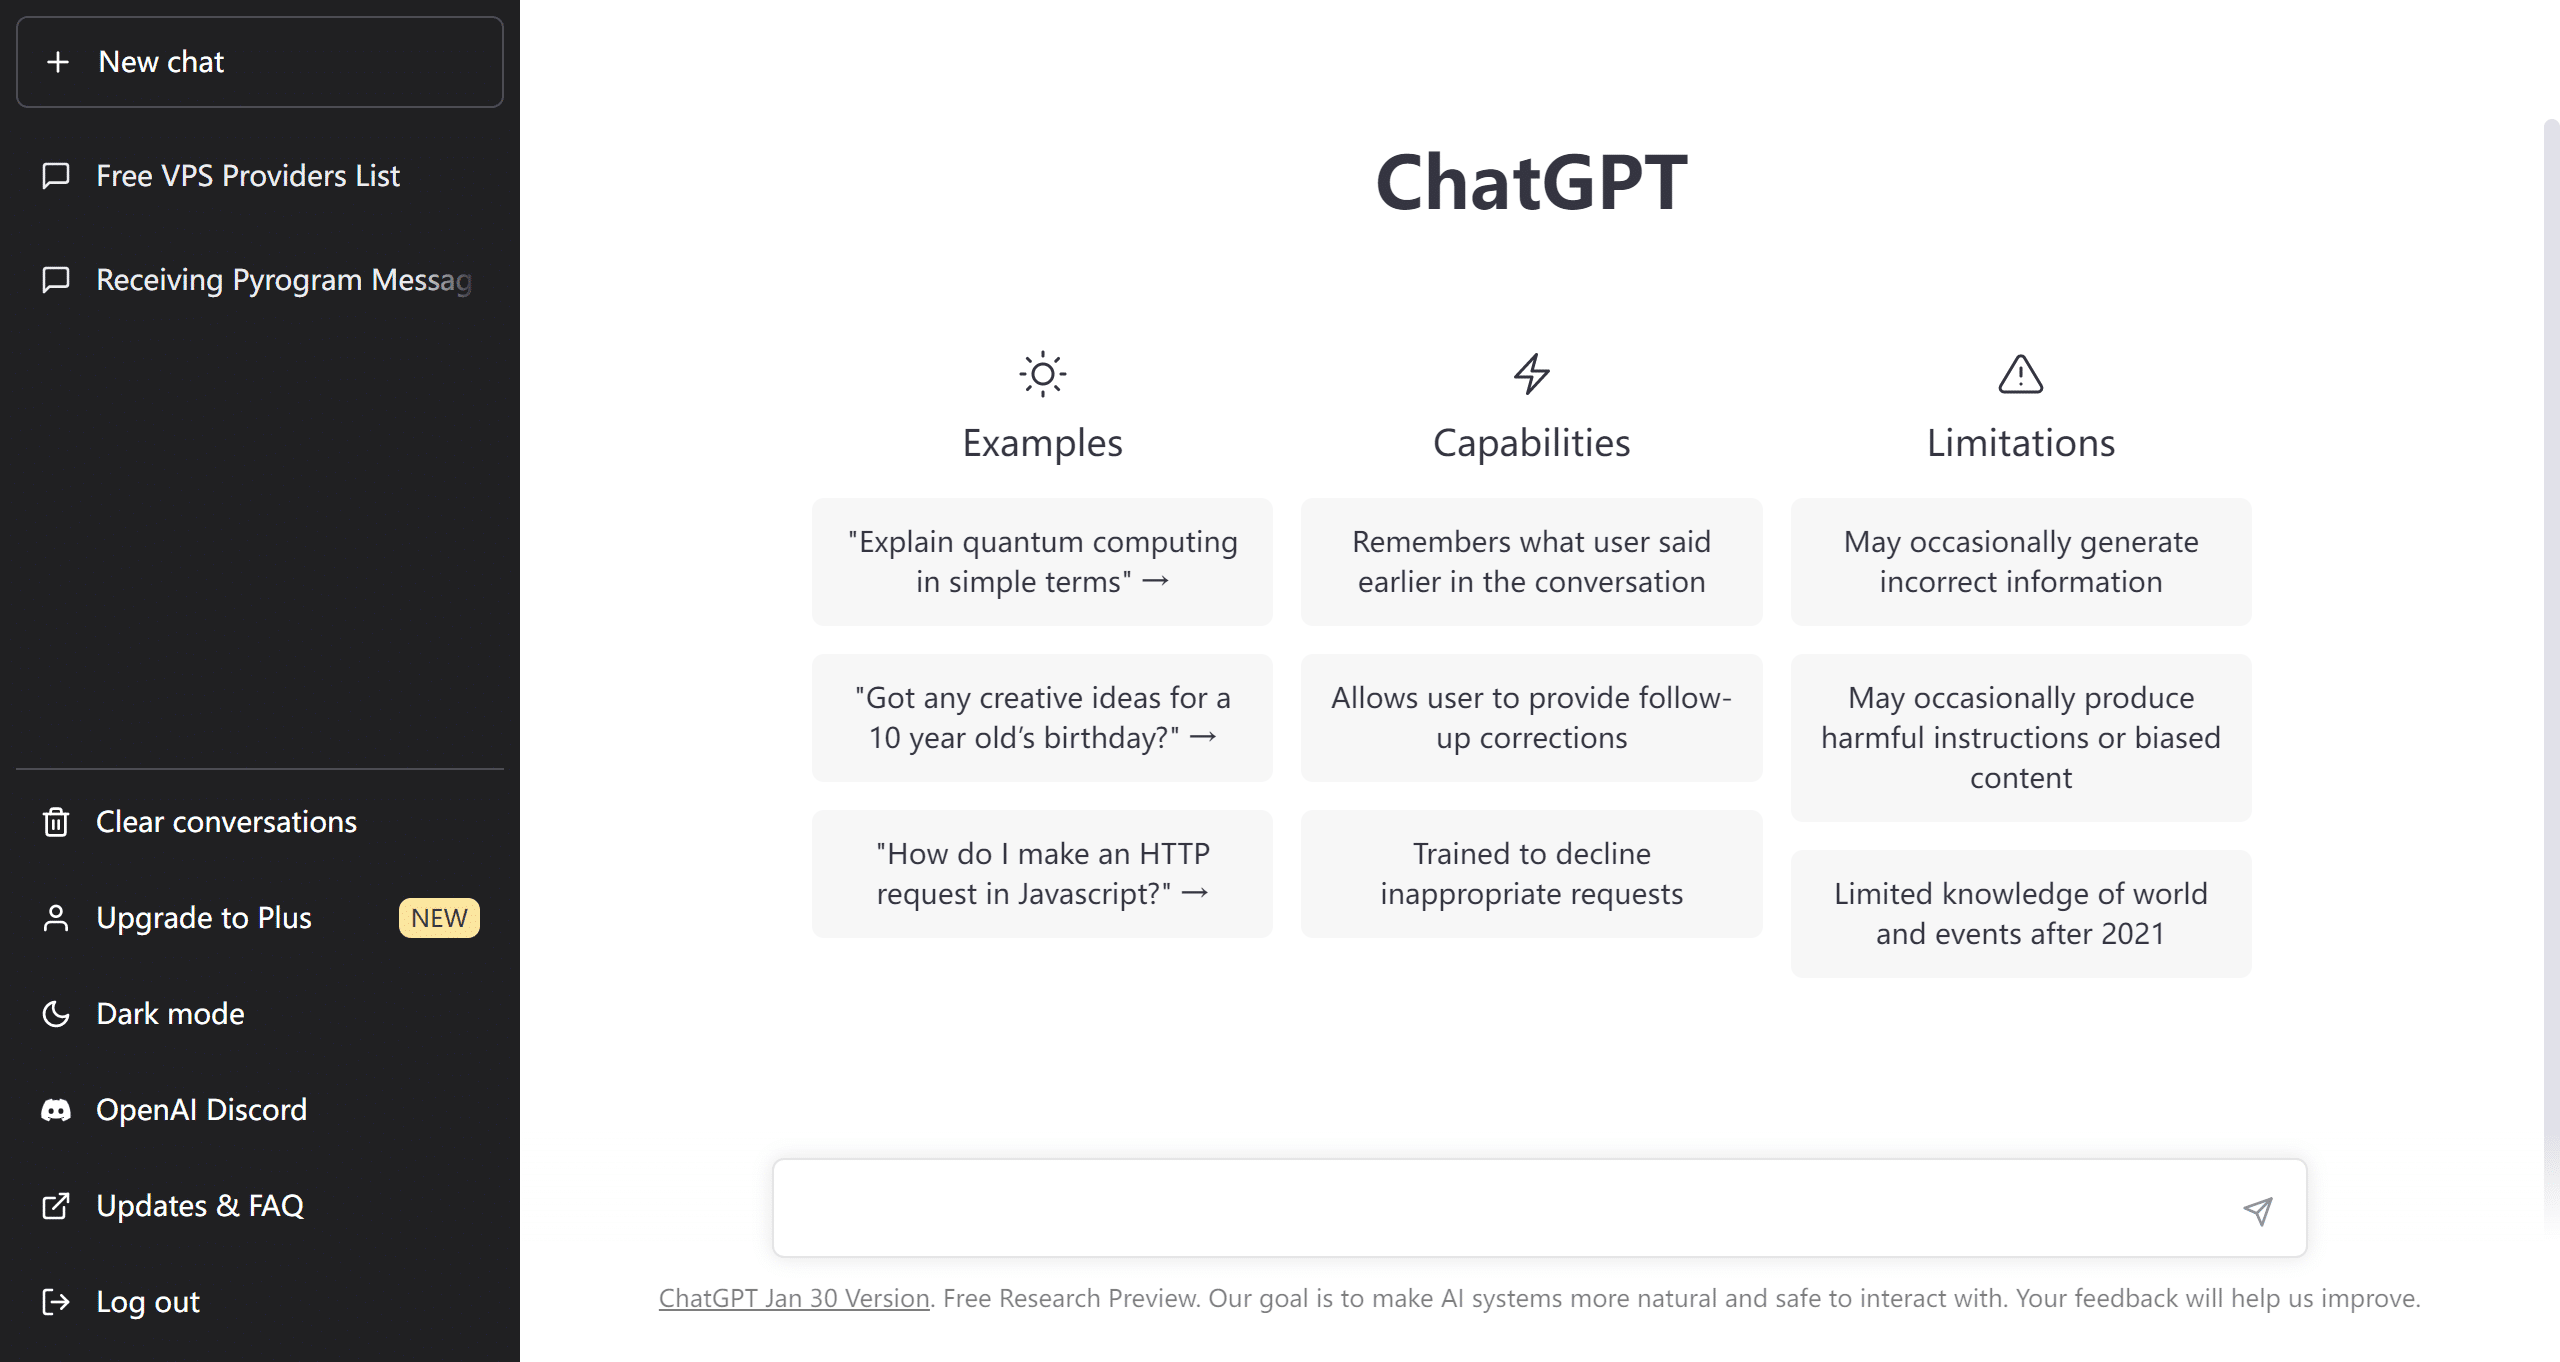 New chat
Free VPS Providers List
Receiving Pyrogram Messag
Clear conversations
Upgrade to Plus
NEW
Dark mode
OpenAI Discord
Updates & FAQ
Log out
ChatGPT
Examples
"Explain quantum computing
in simple terms" →
"Got any creative ideas for a
10 year old’s birthday?" →
"How do I make an HTTP
request in Javascript?" →
Capabilities
Remembers what user said
earlier in the conversation
Allows user to provide follow-
up corrections
Trained to decline
inappropriate requests
Limitations
May occasionally generate
incorrect information
May occasionally produce
harmful instructions or biased
content
Limited knowledge of world
and events after 2021
ChatGPT Jan 30 Version. Free Research Preview. Our goal is to make AI systems more natural and safe to interact with. Your feedback will help us improve.